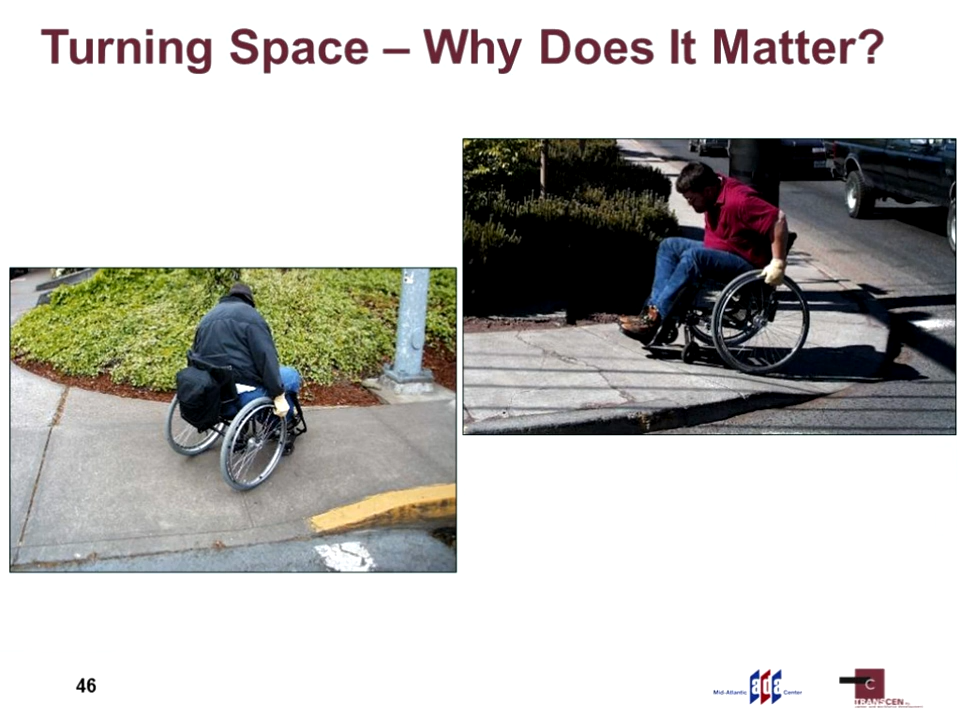 Turning Space – Why Does It Matter?
46
Mid-Atlantic ada Center
C
TRANSCEN